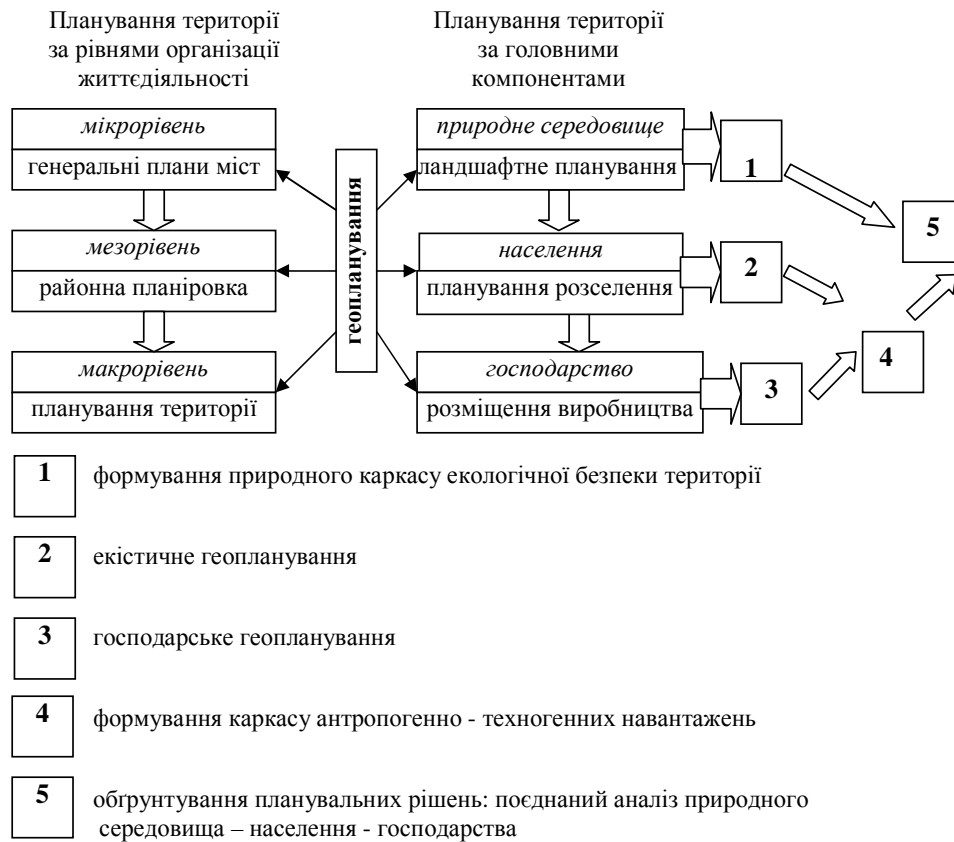 Планування території
за рівнями організації
життєдіяльності
Планування території
за головними
компонентами
мікрорівень
генеральні плани міст
мезорівень
районна планіровка
макрорівень
планування території
геопланування
природне середовище
ландшафтне планування
населення
планування розселення
господарство
розміщення виробництва
1
2
3
4
5
1 формування природного каркасу екологічної безпеки території
2 екістичне геопланування
3 господарське геопланування
4 формування каркасу антропогенно - техногенних навантажень
5 обґрунтування планувальних рішень: поєднаний аналіз природного
середовища – населення - господарства